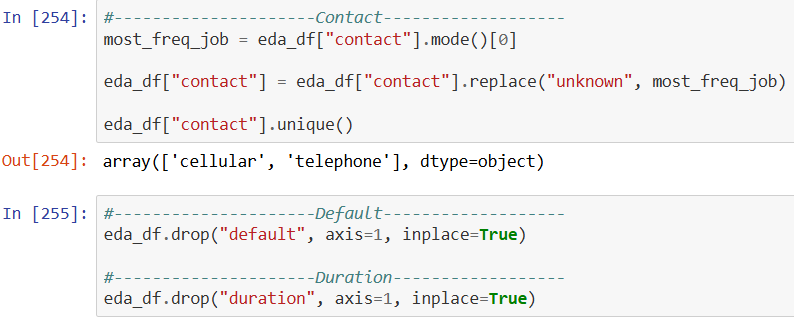 In [254]: #---------------------Contact-------------------
most_freq_job = eda_df["contact"].mode()[0]
eda_df["contact"] = eda_df["contact"].replace("unknown", most_freq_job)
eda_df["contact"].unique()
Out[254]: array(['cellular', 'telephone'], dtype=object)
In [255]: #---------------------Default-------------------
eda_df.drop("default", axis=1, inplace=True)
#---------------------Duration------------------
eda_df.drop("duration", axis=1, inplace=True)